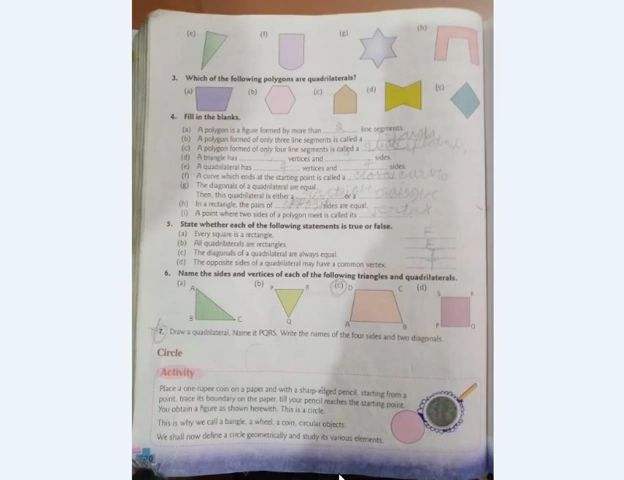 (e) (f) (g) (h)
3. Which of the following polygons are quadrilaterals?
(a) (b) (c) (d) (e)
4. Fill in the blanks.
(a) A polygon is a figure formed by more than 2 line segments.
(b) A polygon formed of only three line segments is called a
(c) A polygon formed of only four line segments is called a
(d) A triangle has vertices and sides.
(e) A quadrilateral has vertices and sides.
(f) A curve which ends at the starting point is called a closed curve
(g) The diagonals of a quadrilateral are equal.
Then, this quadrilateral is either a or a
(h) In a rectangle, the pairs of opposite sides are equal.
(i) A point where two sides of a polygon meet is called its vertex
5. State whether each of the following statements is true or false.
(a) Every square is a rectangle.
(b) All quadrilaterals are rectangles.
(c) The diagonals of a quadrilateral are always equal.
(d) The opposite sides of a quadrilateral may have a common vertex.
6. Name the sides and vertices of each of the following triangles and quadrilaterals.
(a) A B C (b) P R Q (c) D C A B (d) S R P Q
7. Draw a quadrilateral. Name it PQRS. Write the names of the four sides and two diagonals.
Circle
Activity
Place a one-rupee coin on a paper and with a sharp-edged pencil, starting from a
point, trace its boundary on the paper, till your pencil reaches the starting point.
You obtain a figure as shown herewith. This is a circle.
This is why we call a bangle, a wheel, a coin, circular objects.
We shall now define a circle geometrically and study its various elements.